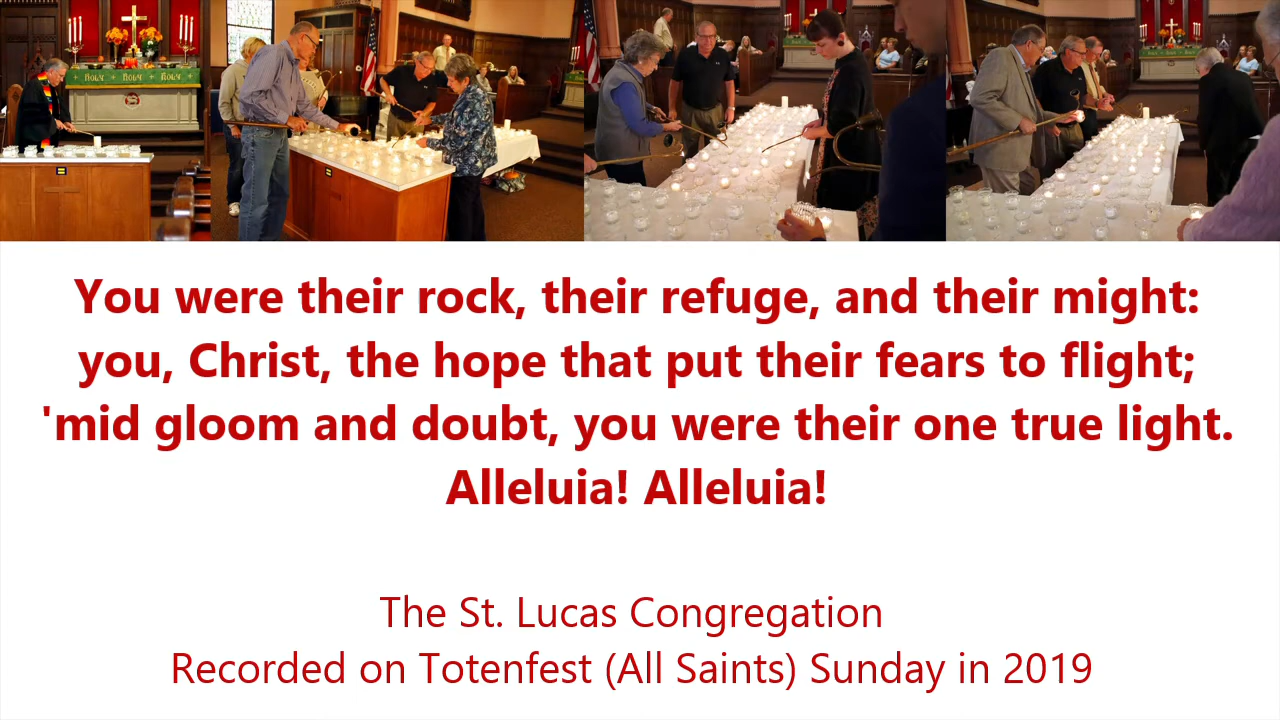 HOLY HOLY
You were their rock, their refuge, and their might:
you, Christ, the hope that put their fears to flight;
'mid gloom and doubt, you were their one true light.
Alleluia! Alleluia!
The St. Lucas Congregation
Recorded on Totenfest (All Saints) Sunday in 2019